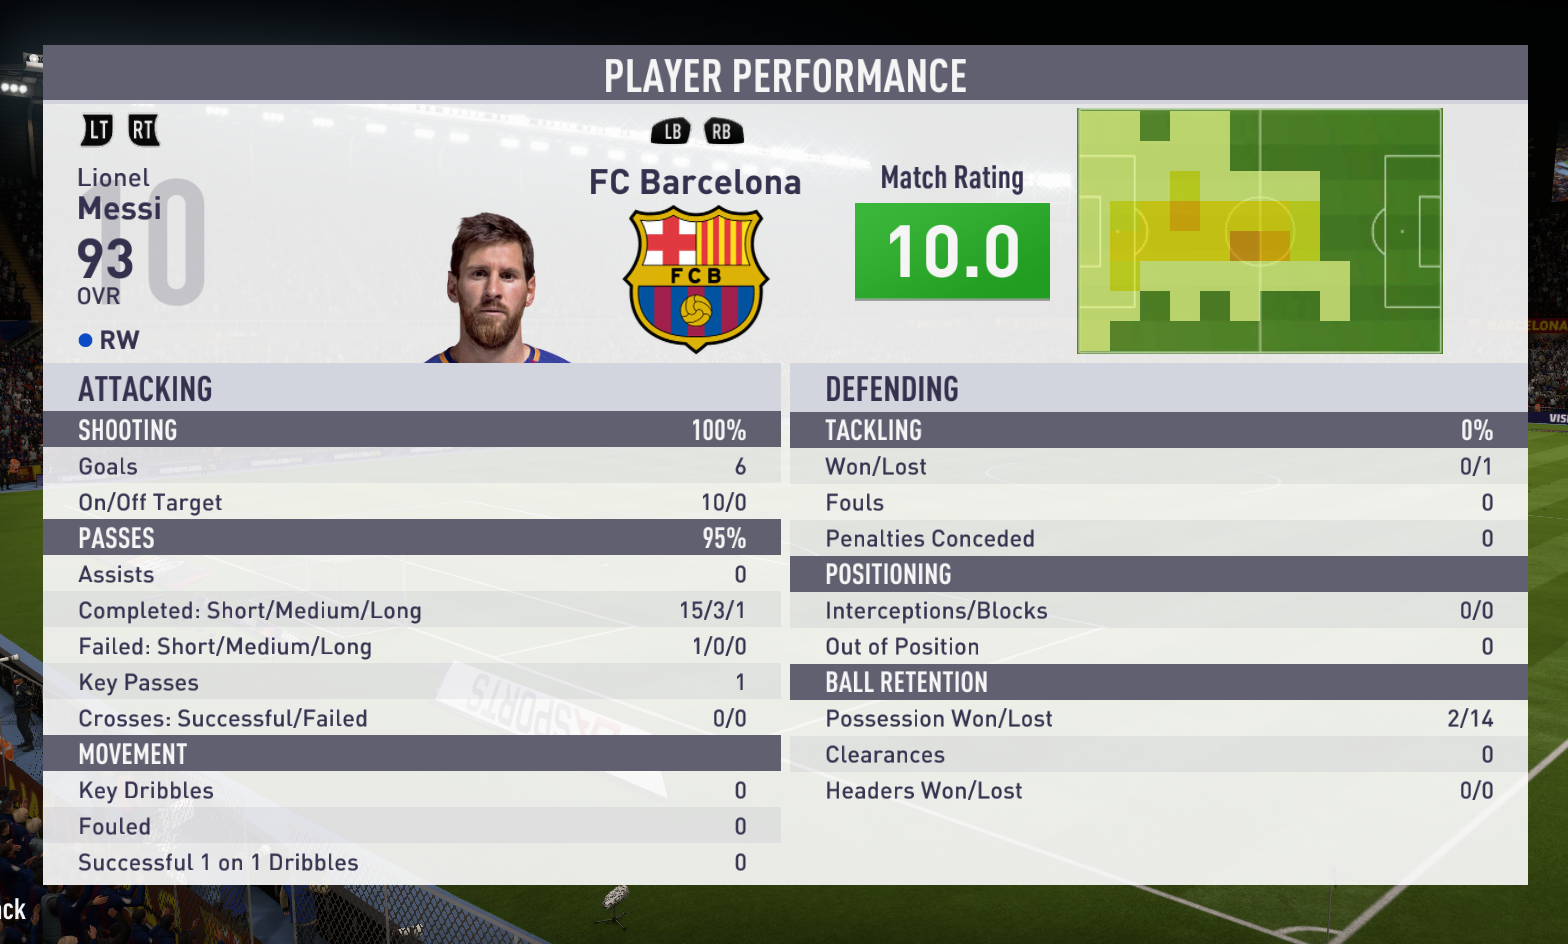 PLAYER PERFORMANCE
LT RT
LB RB
Lionel
Messi
10
93
OVR
RW
FC Barcelona
FCB
Match Rating
10.0
ATTACKING
SHOOTING 100%
Goals 6
On/Off Target 10/0
PASSES 95%
Assists 0
Completed: Short/Medium/Long 15/3/1
Failed: Short/Medium/Long 1/0/0
Key Passes 1
Crosses: Successful/Failed 0/0
MOVEMENT
Key Dribbles 0
Fouled 0
Successful 1 on 1 Dribbles 0
DEFENDING
TACKLING 0%
Won/Lost 0/1
Fouls 0
Penalties Conceded 0
POSITIONING
Interceptions/Blocks 0/0
Out of Position 0
BALL RETENTION
Possession Won/Lost 2/14
Clearances 0
Headers Won/Lost 0/0
EA SPORTS
BARCELONA
VIS
ack